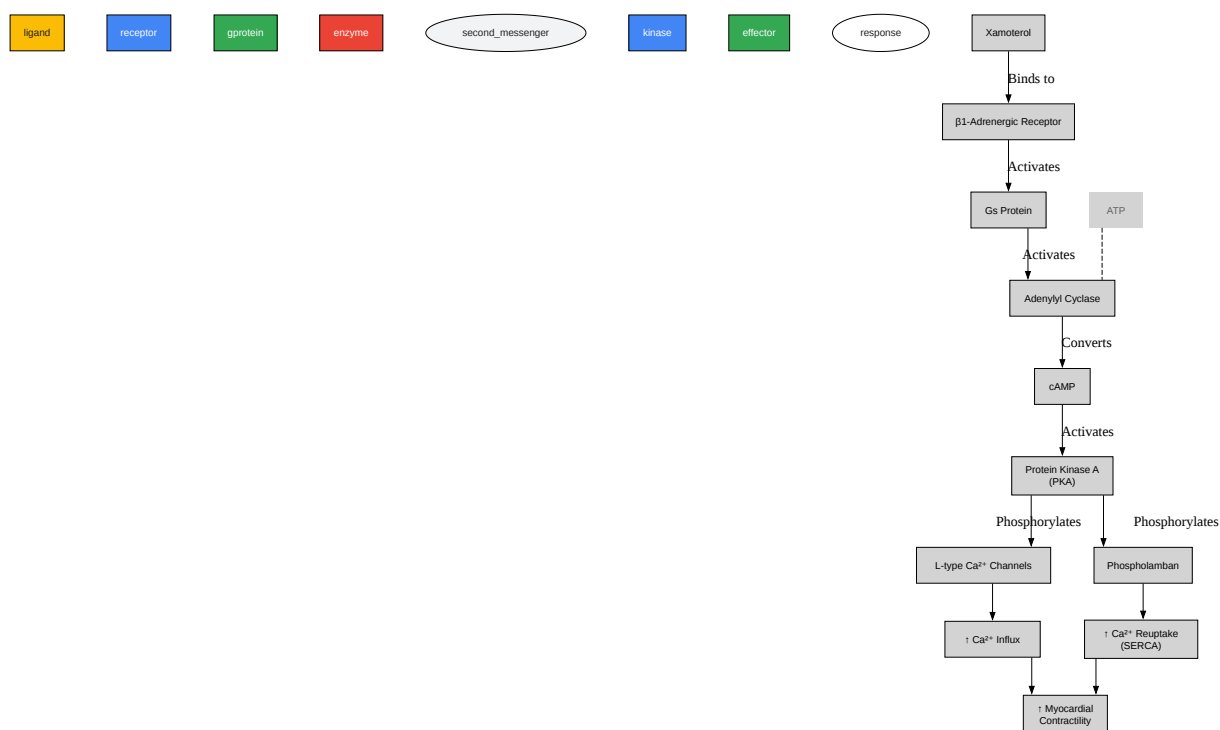 ligand
receptor
gprotein
enzyme
second_messenger
kinase
effector
response
Xamoterol
Binds to
β1-Adrenergic Receptor
Activates
Gs Protein
ATP
Activates
Adenylyl Cyclase
Converts
cAMP
Activates
Protein Kinase A
(PKA)
Phosphorylates
Phosphorylates
L-type Ca²⁺ Channels
Phospholamban
↑ Ca²⁺ Influx
↑ Ca²⁺ Reuptake
(SERCA)
↑ Myocardial
Contractility